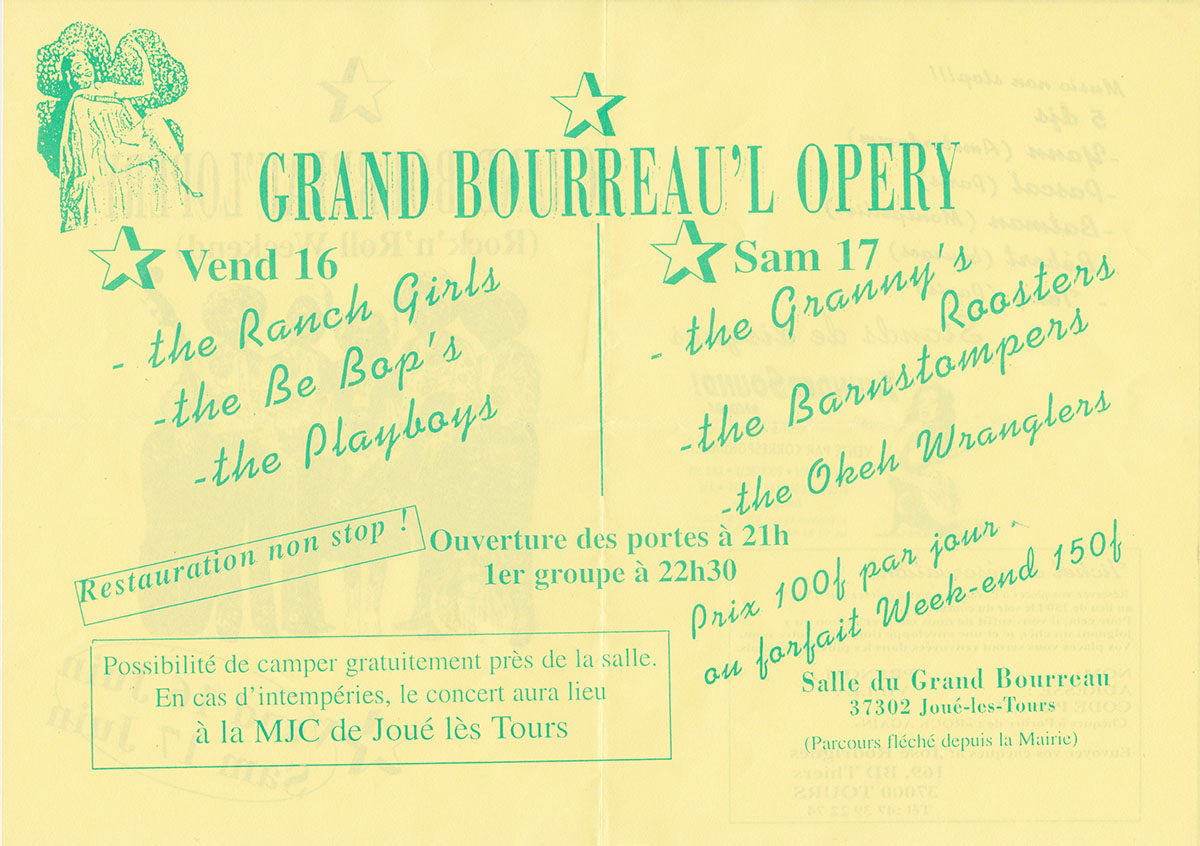 GRAND BOURREAU'L OPERY
Vend 16
- the Ranch Girls
-the Be Bop's
-the Playboys
Sam 17
- the Granny's
Roosters
-the Barnstompers
-the Okeh Wranglers
Restauration non stop !
Ouverture des portes à 21h
1er groupe à 22h30
Prix 100f par jour
ou forfait Week-end 150f
Possibilité de camper gratuitement près de la salle.
En cas d'intempéries, le concert aura lieu
à la MJC de Joué lès Tours
Salle du Grand Bourreau
37302 Joué-les-Tours
(Parcours fléché depuis la Mairie)